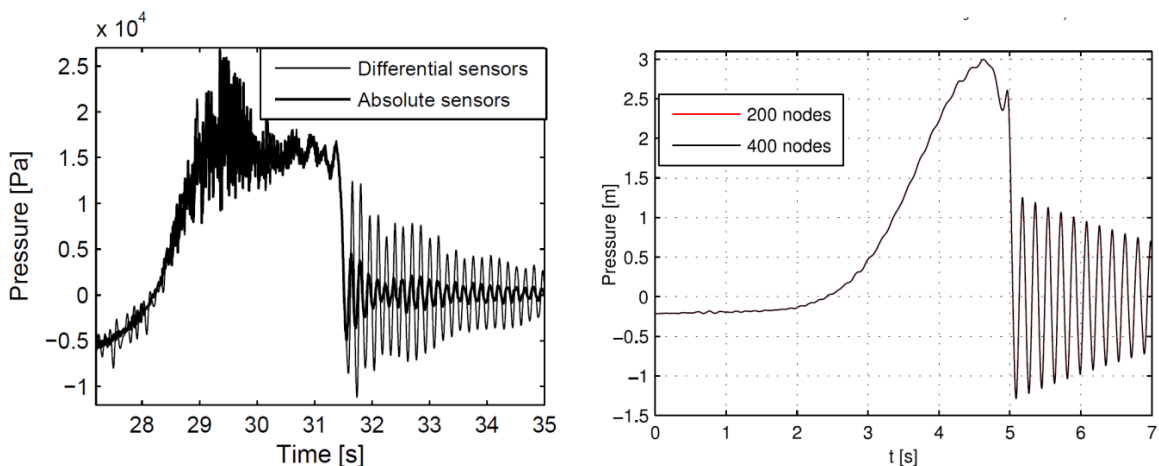 x 10⁴
2.5
2
1.5
1
0.5
0
−0.5
−1
Pressure [Pa]
Differential sensors
Absolute sensors
28 29 30 31 32 33 34 35
Time [s]
3
2.5
2
1.5
1
0.5
0
−0.5
−1
−1.5
Pressure [m]
200 nodes
400 nodes
0 1 2 3 4 5 6 7
t [s]